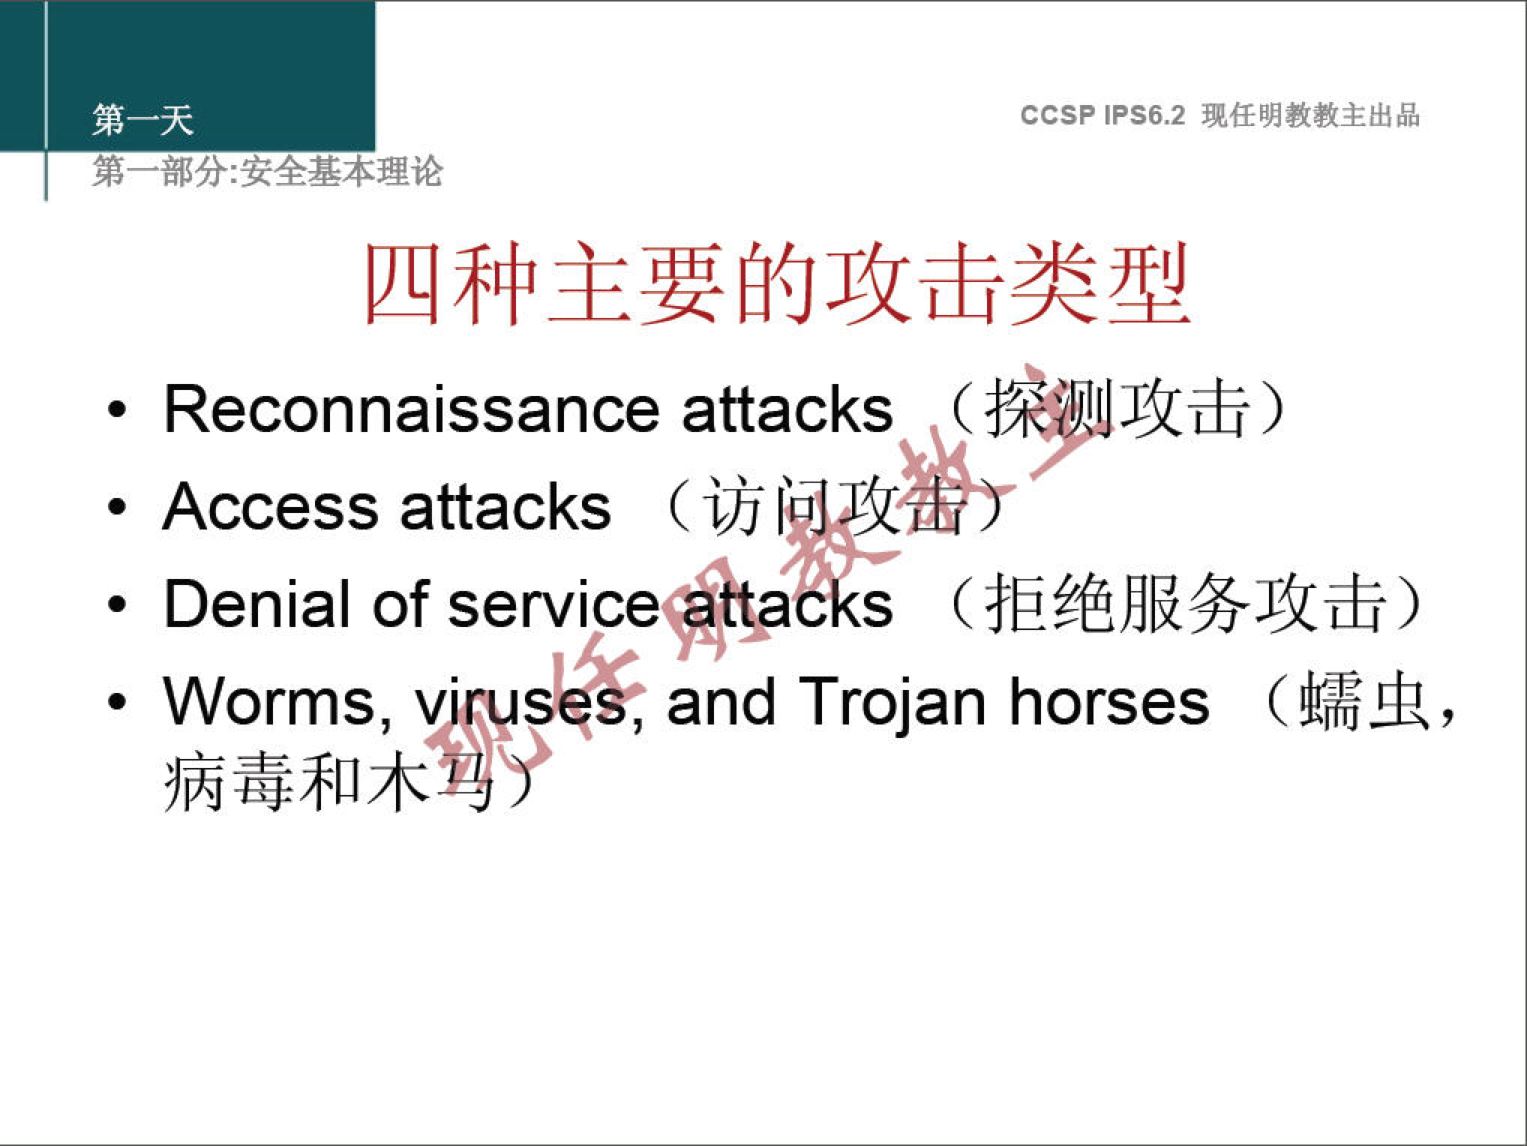 第一天
CCSP IPS6.2 现任明教教主出品
第一部分:安全基本理论
四种主要的攻击类型
• Reconnaissance attacks （探测攻击）
• Access attacks （访问攻击）
• Denial of service attacks （拒绝服务攻击）
• Worms, viruses, and Trojan horses （蠕虫，
病毒和木马）
现任明教教主